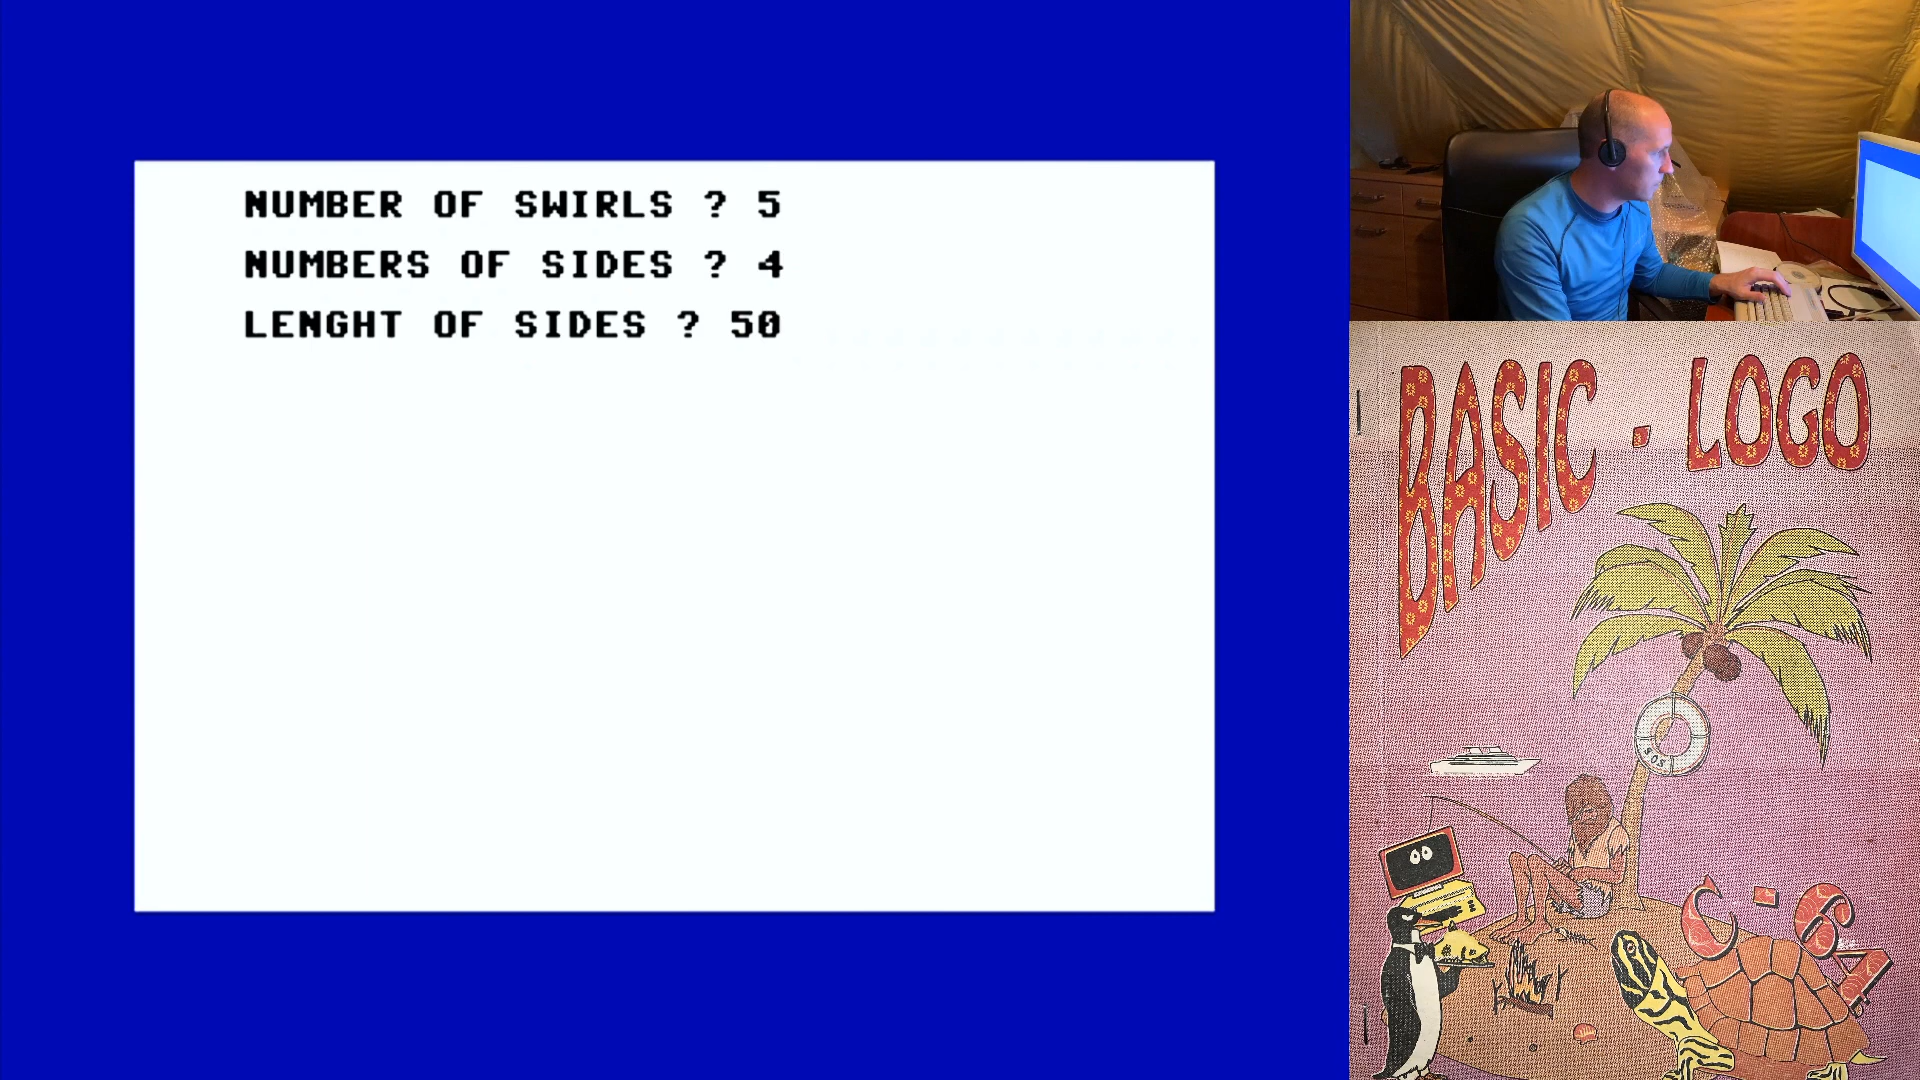 NUMBER OF SWIRLS ? 5
NUMBERS OF SIDES ? 4
LENGHT OF SIDES ? 50
BASIC - LOGO
SOS
C-64